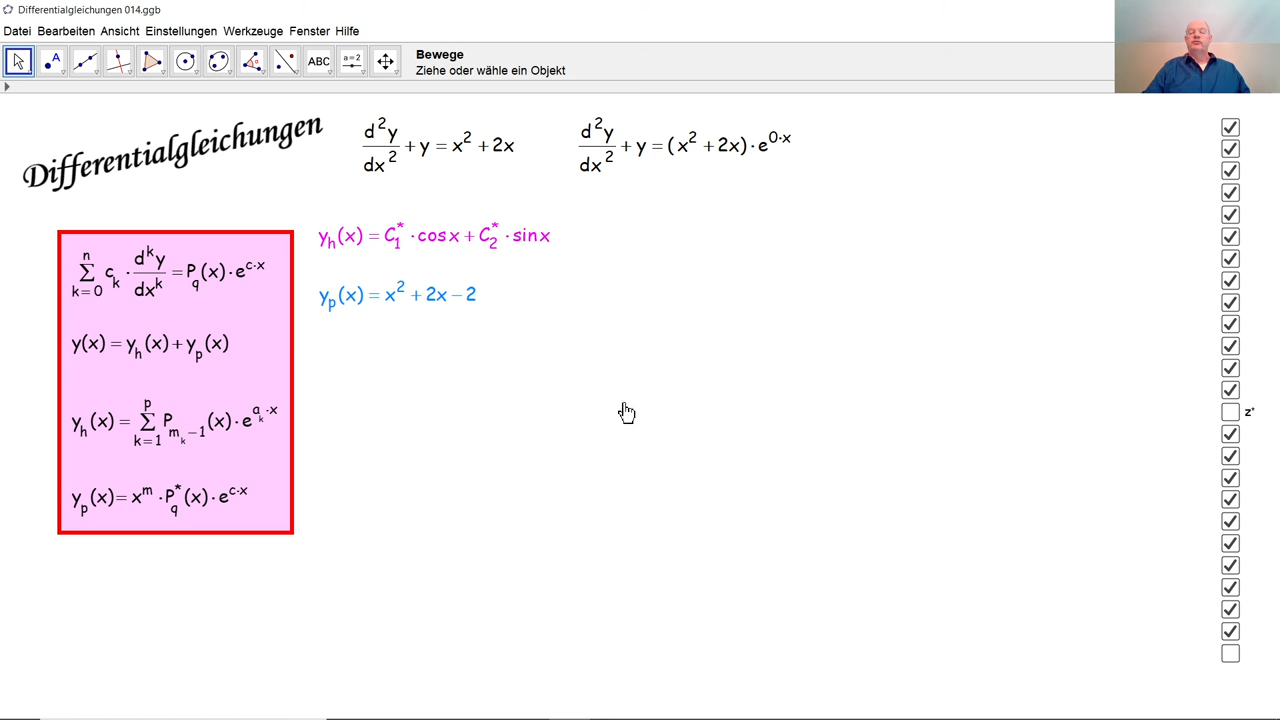 Differentialgleichungen 014.ggb
Datei Bearbeiten Ansicht Einstellungen Werkzeuge Fenster Hilfe
A ABC a=2 Bewege
Ziehe oder wähle ein Objekt
Differentialgleichungen
d²y/dx² + y = x² + 2x
d²y/dx² + y = (x² + 2x)·e^(0·x)
y_h(x) = C₁*·cos x + C₂*·sin x
y_p(x) = x² + 2x − 2
∑_(k=0)^n c_k · d^k y/dx^k = P_q(x)·e^(c·x)
y(x) = y_h(x) + y_p(x)
y_h(x) = ∑_(k=1)^p P_(m_k−1)(x)·e^(a_k·x)
y_p(x) = x^m · P_q*(x)·e^(c·x)
z*